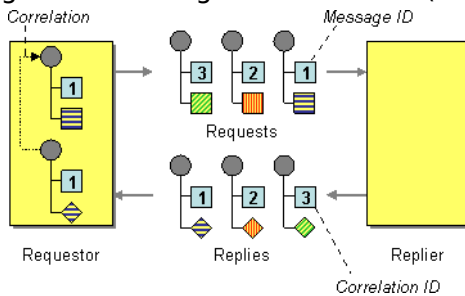 Correlation
Message ID
1
3 2 1
Requests
1
1 2 3
Requestor
Replies
Replier
Correlation ID